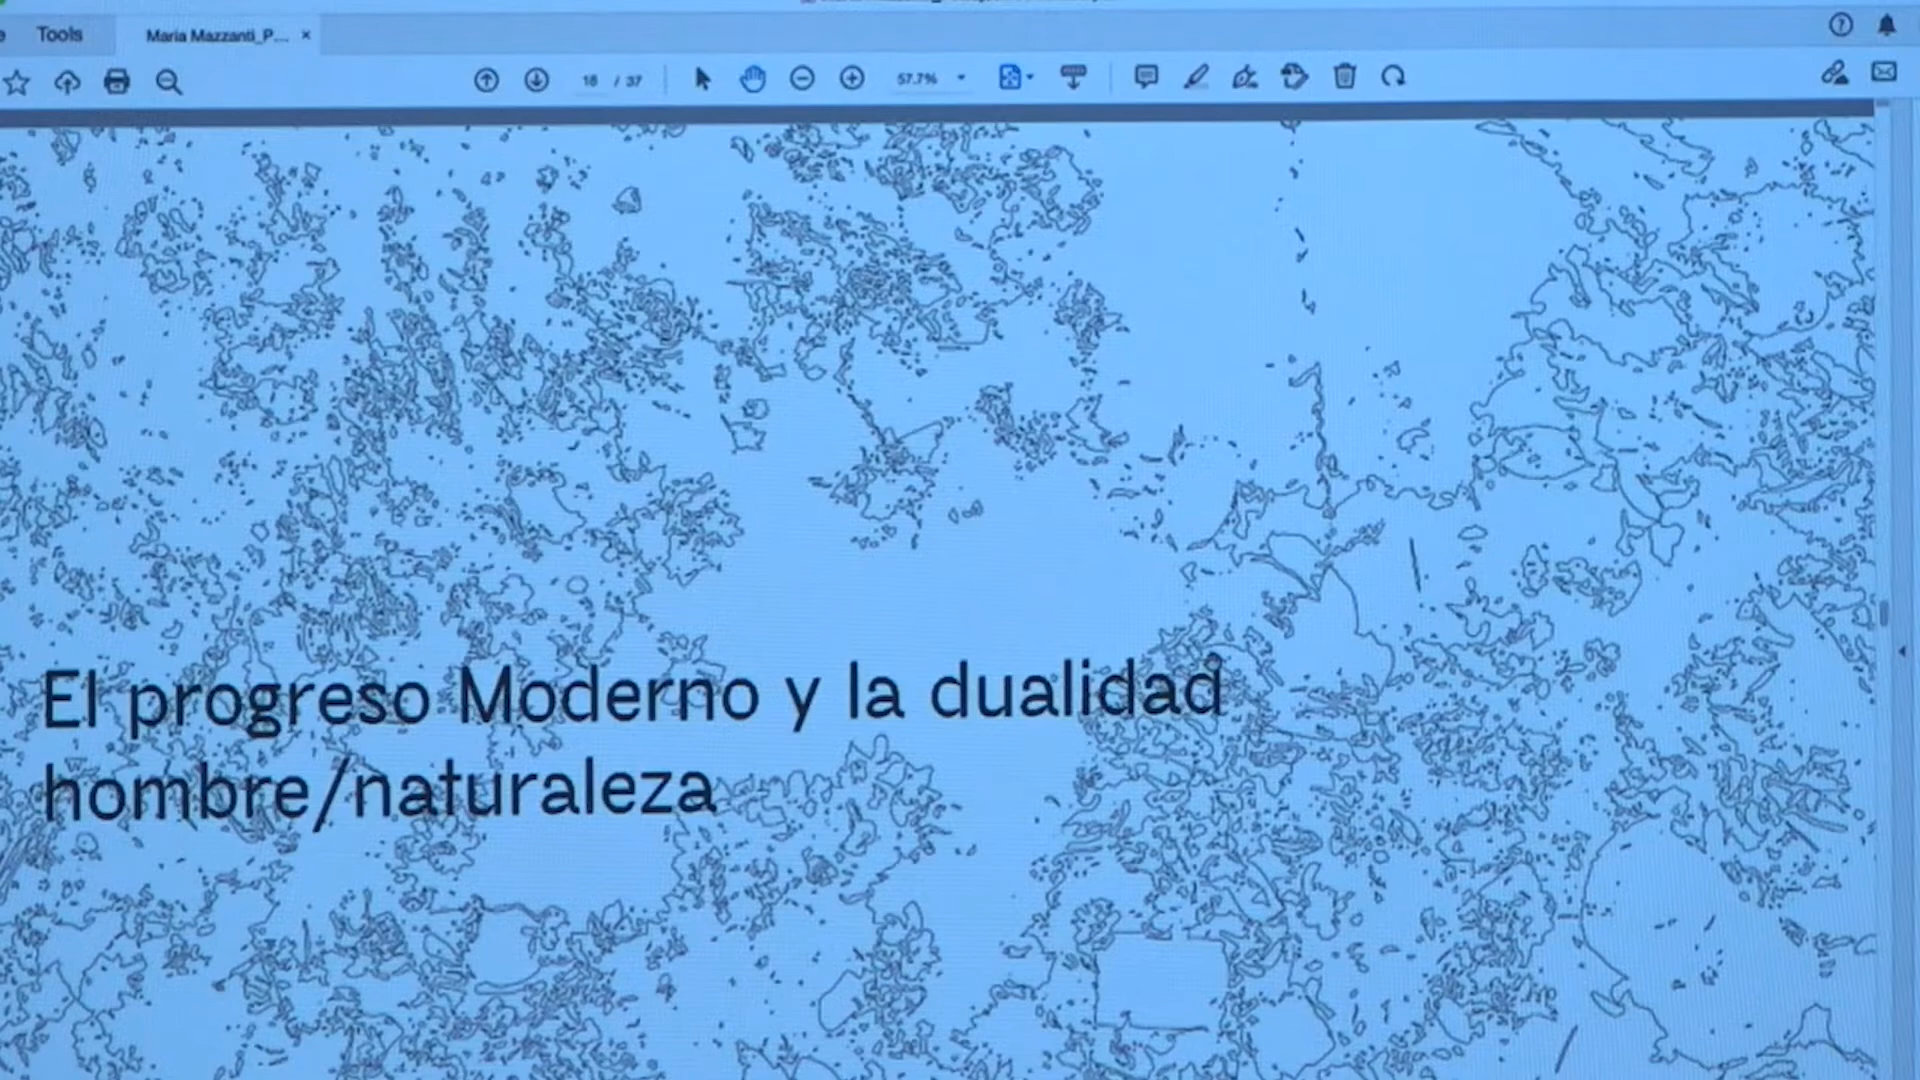 Tools
Maria Mazzanti_P...
18 / 37
57.7%
El progreso Moderno y la dualidad
hombre/naturaleza